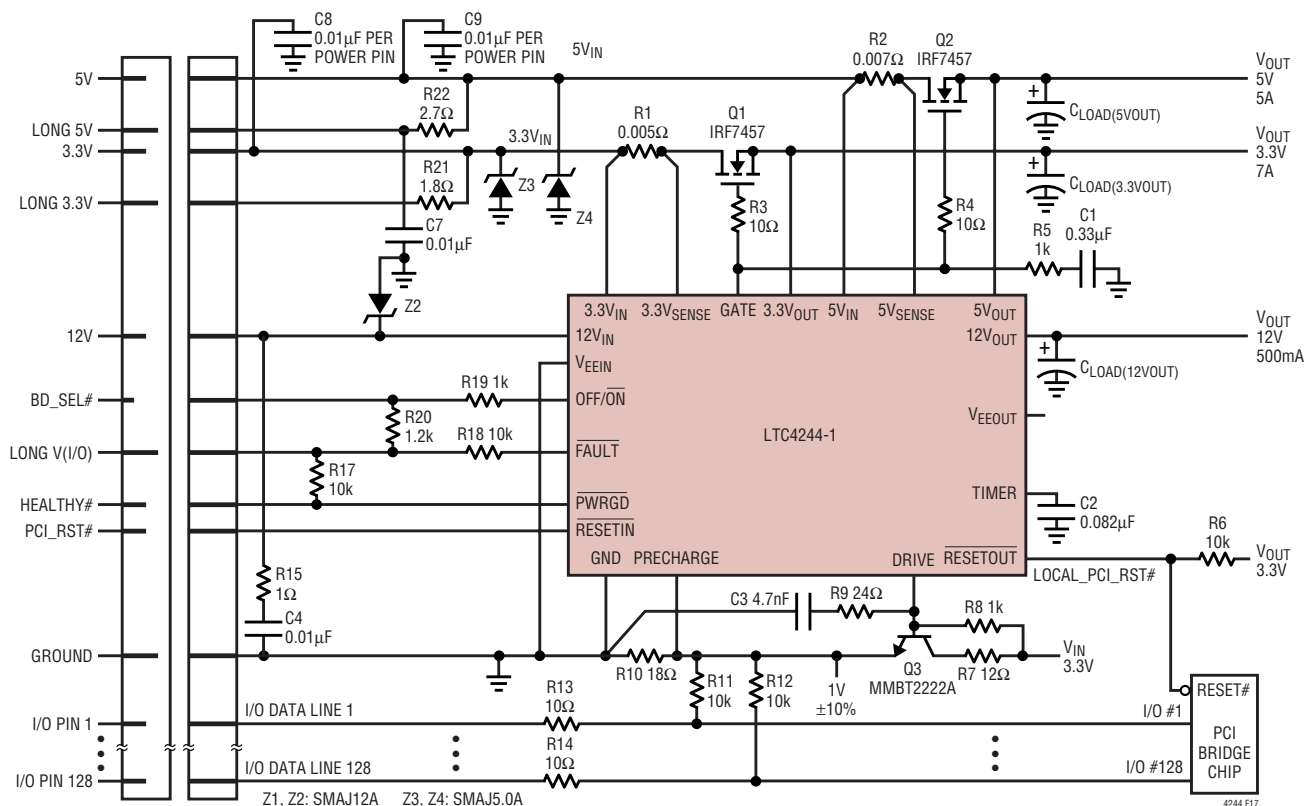 C8
0.01µF PER
POWER PIN
C9
0.01µF PER
POWER PIN
5VIN
R2
0.007Ω
Q2
IRF7457
VOUT
5V
5A
5V
R22
2.7Ω
CLOAD(5VOUT)
LONG 5V
3.3VIN
R1
0.005Ω
Q1
IRF7457
VOUT
3.3V
7A
3.3V
R21
1.8Ω
Z3
Z4
CLOAD(3.3VOUT)
LONG 3.3V
R3
10Ω
R4
10Ω
R5
1k
C1
0.33µF
C7
0.01µF
Z2
3.3VIN
3.3VSENSE
GATE
3.3VOUT
5VIN
5VSENSE
5VOUT
12V
12VIN
12VOUT
VOUT
12V
500mA
+
+
+
VEEIN
CLOAD(12VOUT)
BD_SEL#
R19 1k
OFF/ON
R20
1.2k
VEEOUT
LTC4244-1
LONG V(I/O)
R18 10k
FAULT
R17
10k
TIMER
HEALTHY#
PWRGD
C2
0.082µF
PCI_RST#
RESETIN
R6
10k
GND
PRECHARGE
DRIVE
RESETOUT
LOCAL_PCI_RST#
VOUT
3.3V
R15
1Ω
C3 4.7nF
R9 24Ω
R8 1k
C4
0.01µF
GROUND
R10 18Ω
R11
10k
R12
10k
1V
±10%
Q3
MMBT2222A
R7 12Ω
VIN
3.3V
R13
10Ω
RESET#
I/O PIN 1
I/O DATA LINE 1
I/O #1
R14
10Ω
PCI
BRIDGE
CHIP
I/O PIN 128
I/O DATA LINE 128
I/O #128
Z1, Z2: SMAJ12A
Z3, Z4: SMAJ5.0A
4244 F17